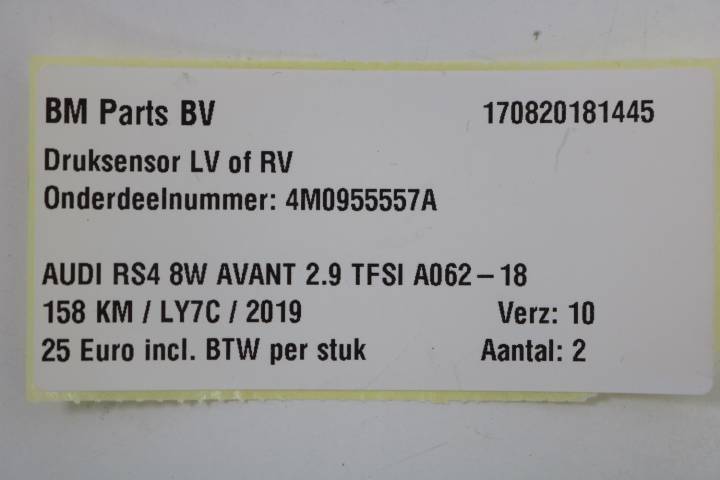 BM Parts BV 170820181445
Druksensor LV of RV
Onderdeelnummer: 4M0955557A
AUDI RS4 8W AVANT 2.9 TFSI A062-18
158 KM / LY7C / 2019 Verz: 10
25 Euro incl. BTW per stuk Aantal: 2